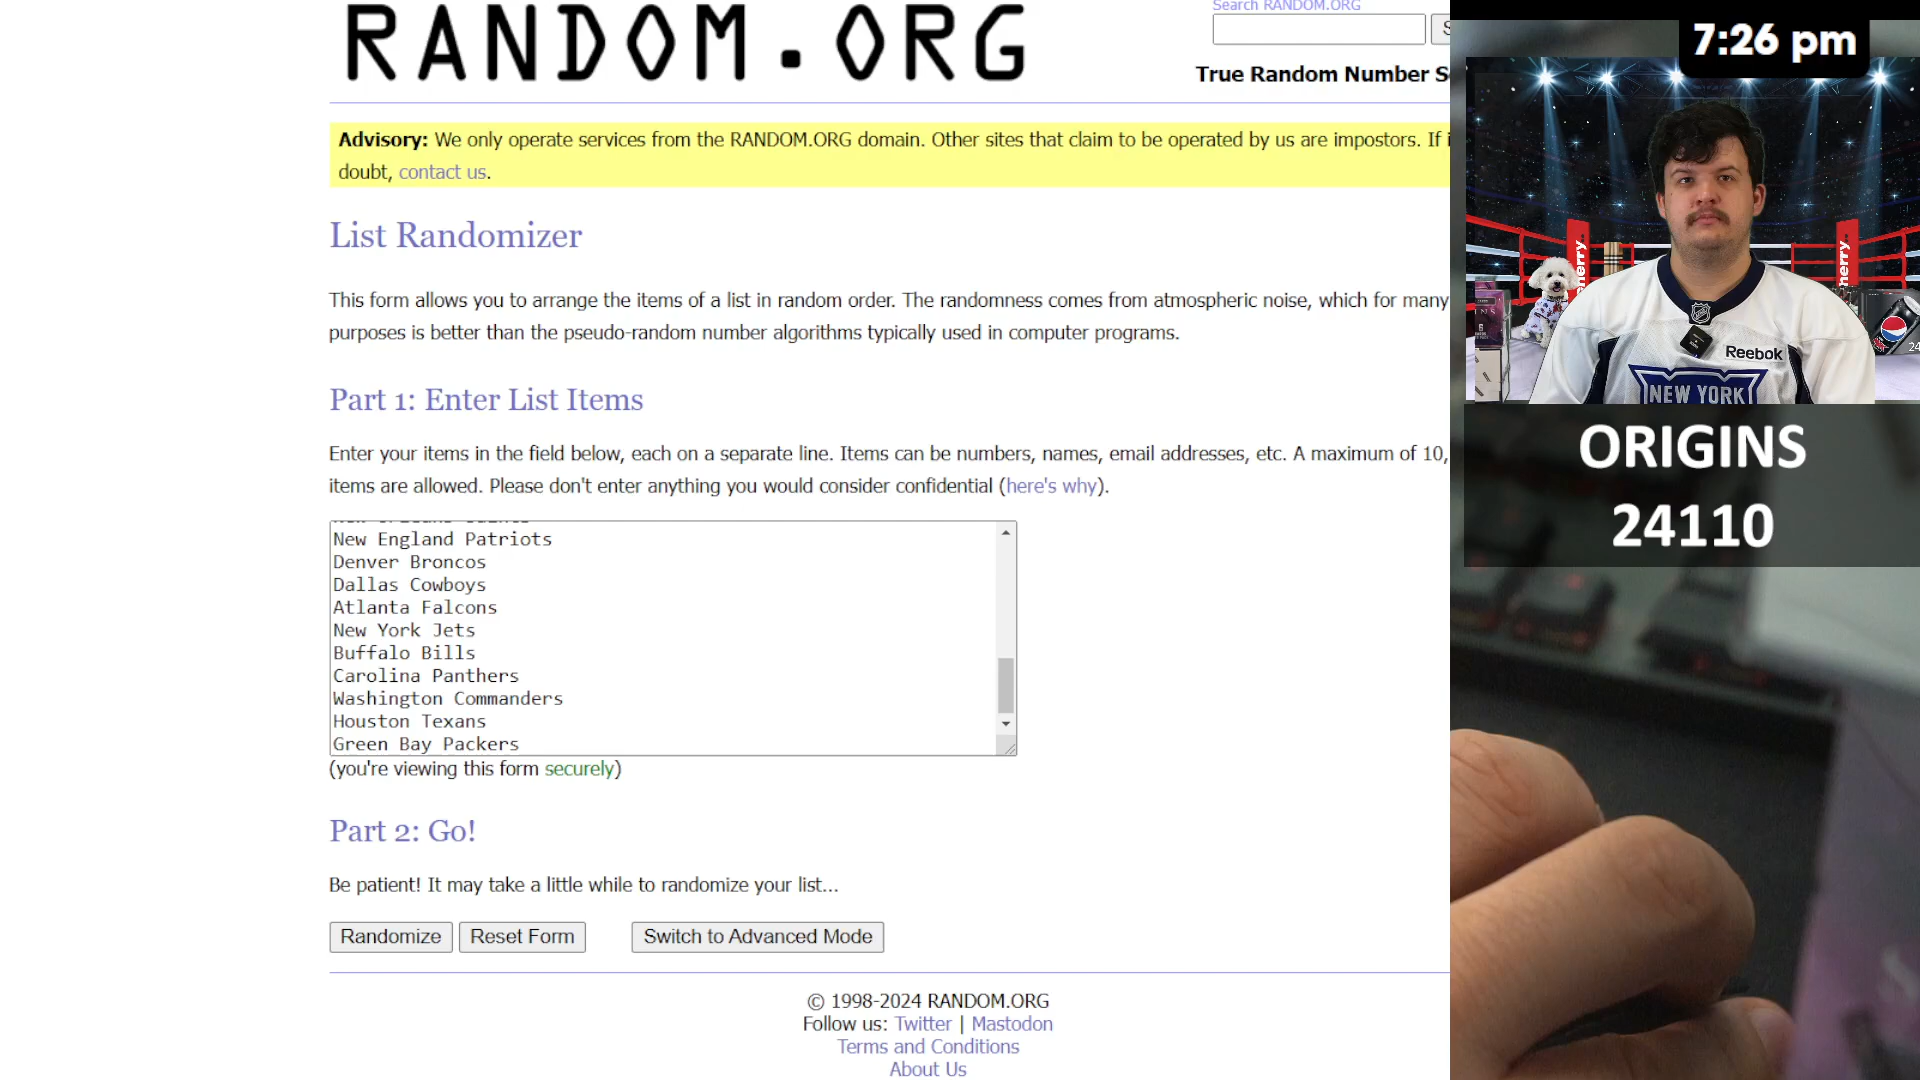 RANDOM.ORG
Search RANDOM.ORG
True Random Number S
Advisory: We only operate services from the RANDOM.ORG domain. Other sites that claim to be operated by us are impostors. If i
doubt, contact us.
List Randomizer
This form allows you to arrange the items of a list in random order. The randomness comes from atmospheric noise, which for many
purposes is better than the pseudo-random number algorithms typically used in computer programs.
Part 1: Enter List Items
Enter your items in the field below, each on a separate line. Items can be numbers, names, email addresses, etc. A maximum of 10,
items are allowed. Please don't enter anything you would consider confidential (here's why).
New England Patriots
Denver Broncos
Dallas Cowboys
Atlanta Falcons
New York Jets
Buffalo Bills
Carolina Panthers
Washington Commanders
Houston Texans
Green Bay Packers
(you're viewing this form securely)
Part 2: Go!
Be patient! It may take a little while to randomize your list...
Randomize Reset Form Switch to Advanced Mode
© 1998-2024 RANDOM.ORG
Follow us: Twitter | Mastodon
Terms and Conditions
About Us
7:26 pm
Reebok
NEW YORK
ORIGINS
24110